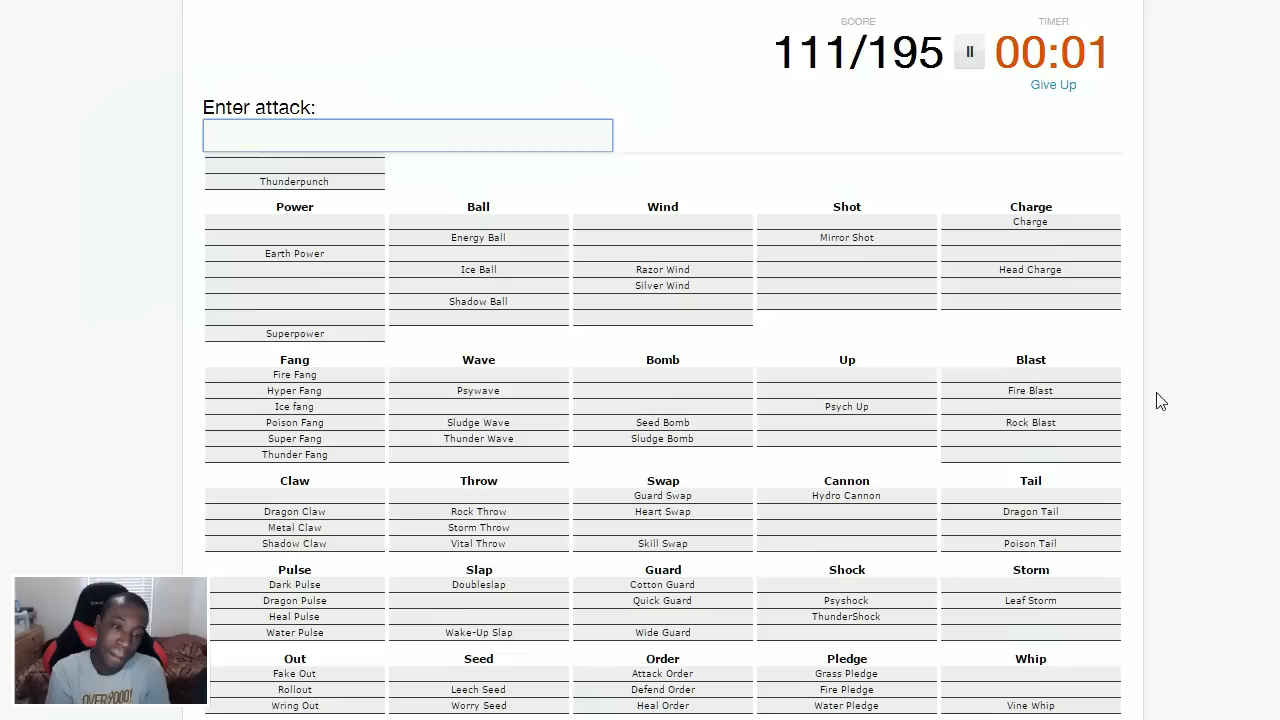 SCORE TIMER
111/195 II 00:01
Give Up
Enter attack:
Thunderpunch
Power Ball Wind Shot Charge
Charge
Energy Ball Mirror Shot
Earth Power
Ice Ball Razor Wind Head Charge
Silver Wind
Shadow Ball
Superpower
Fang Wave Bomb Up Blast
Fire Fang
Hyper Fang Psywave Fire Blast
Ice fang Psych Up
Poison Fang Sludge Wave Seed Bomb Rock Blast
Super Fang Thunder Wave Sludge Bomb
Thunder Fang
Claw Throw Swap Cannon Tail
Guard Swap Hydro Cannon
Dragon Claw Rock Throw Heart Swap Dragon Tail
Metal Claw Storm Throw
Shadow Claw Vital Throw Skill Swap Poison Tail
Pulse Slap Guard Shock Storm
Dark Pulse Doubleslap Cotton Guard
Dragon Pulse Quick Guard Psyshock Leaf Storm
Heal Pulse ThunderShock
Water Pulse Wake-Up Slap Wide Guard
Out Seed Order Pledge Whip
Fake Out Attack Order Grass Pledge
Rollout Leech Seed Defend Order Fire Pledge
Wring Out Worry Seed Heal Order Water Pledge Vine Whip
OVER 9000!